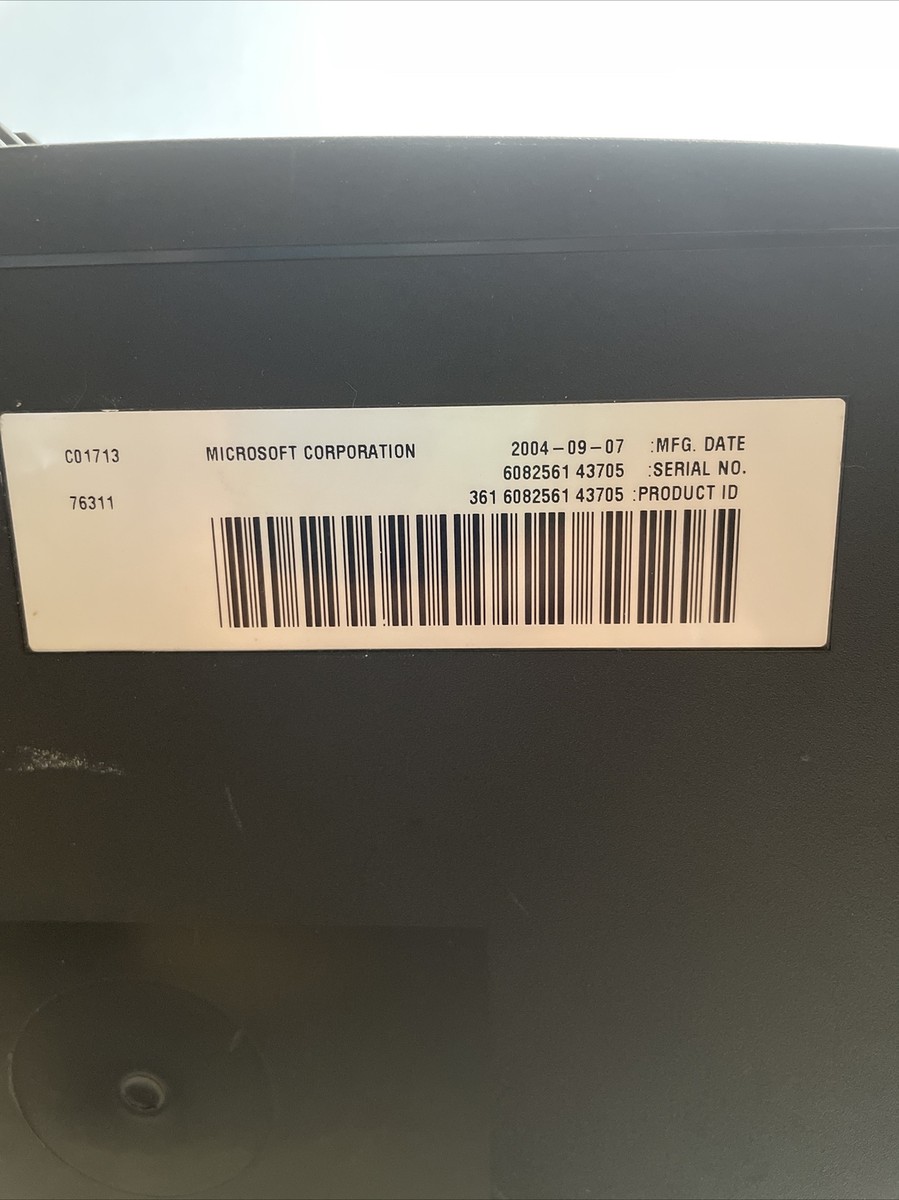 C01713 MICROSOFT CORPORATION 2004-09-07 :MFG. DATE
6082561 43705 :SERIAL NO.
76311 361 6082561 43705 :PRODUCT ID